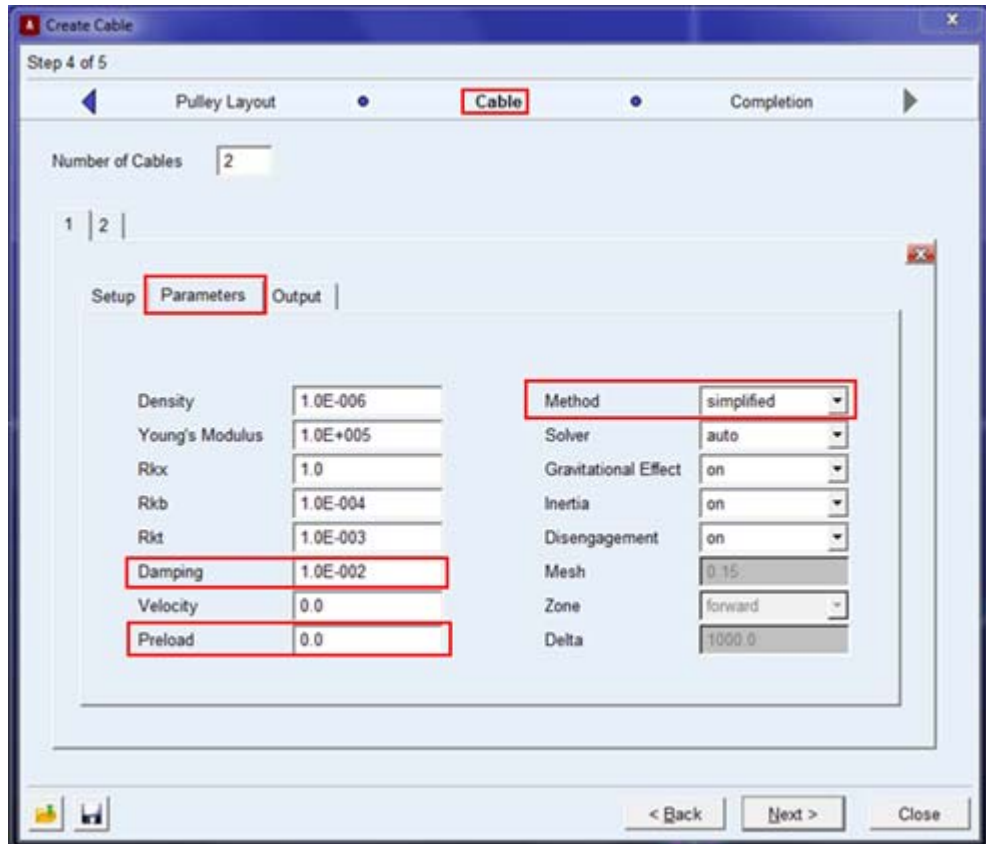 Create Cable
Step 4 of 5
Pulley Layout Cable Completion
Number of Cables 2
1 2
Setup Parameters Output
Density 1.0E-006 Method simplified
Young's Modulus 1.0E+005 Solver auto
Rkx 1.0 Gravitational Effect on
Rkb 1.0E-004 Inertia on
Rkt 1.0E-003 Disengagement on
Damping 1.0E-002 Mesh 0.15
Velocity 0.0 Zone forward
Preload 0.0 Delta 1000.0
< Back Next > Close